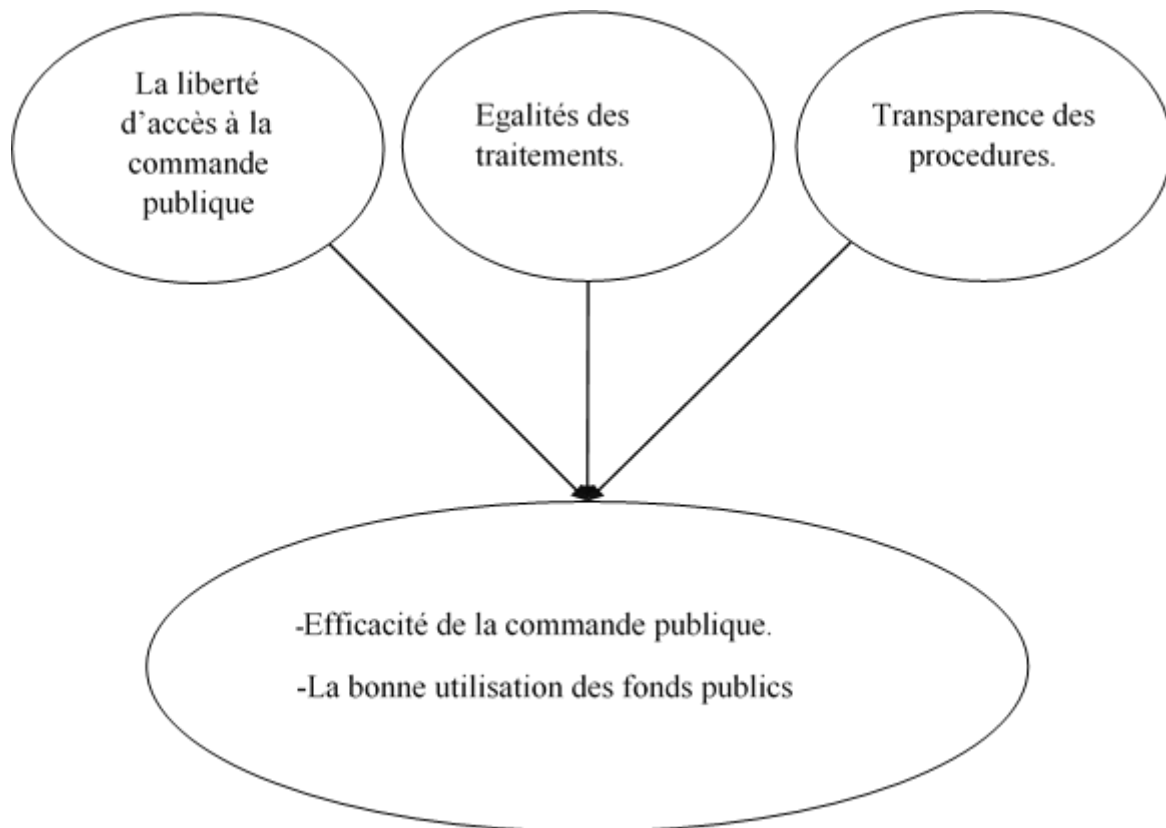 La liberté
d’accès à la
commande
publique
Egalités des
traitements.
Transparence des
procedures.
-Efficacité de la commande publique.
-La bonne utilisation des fonds publics